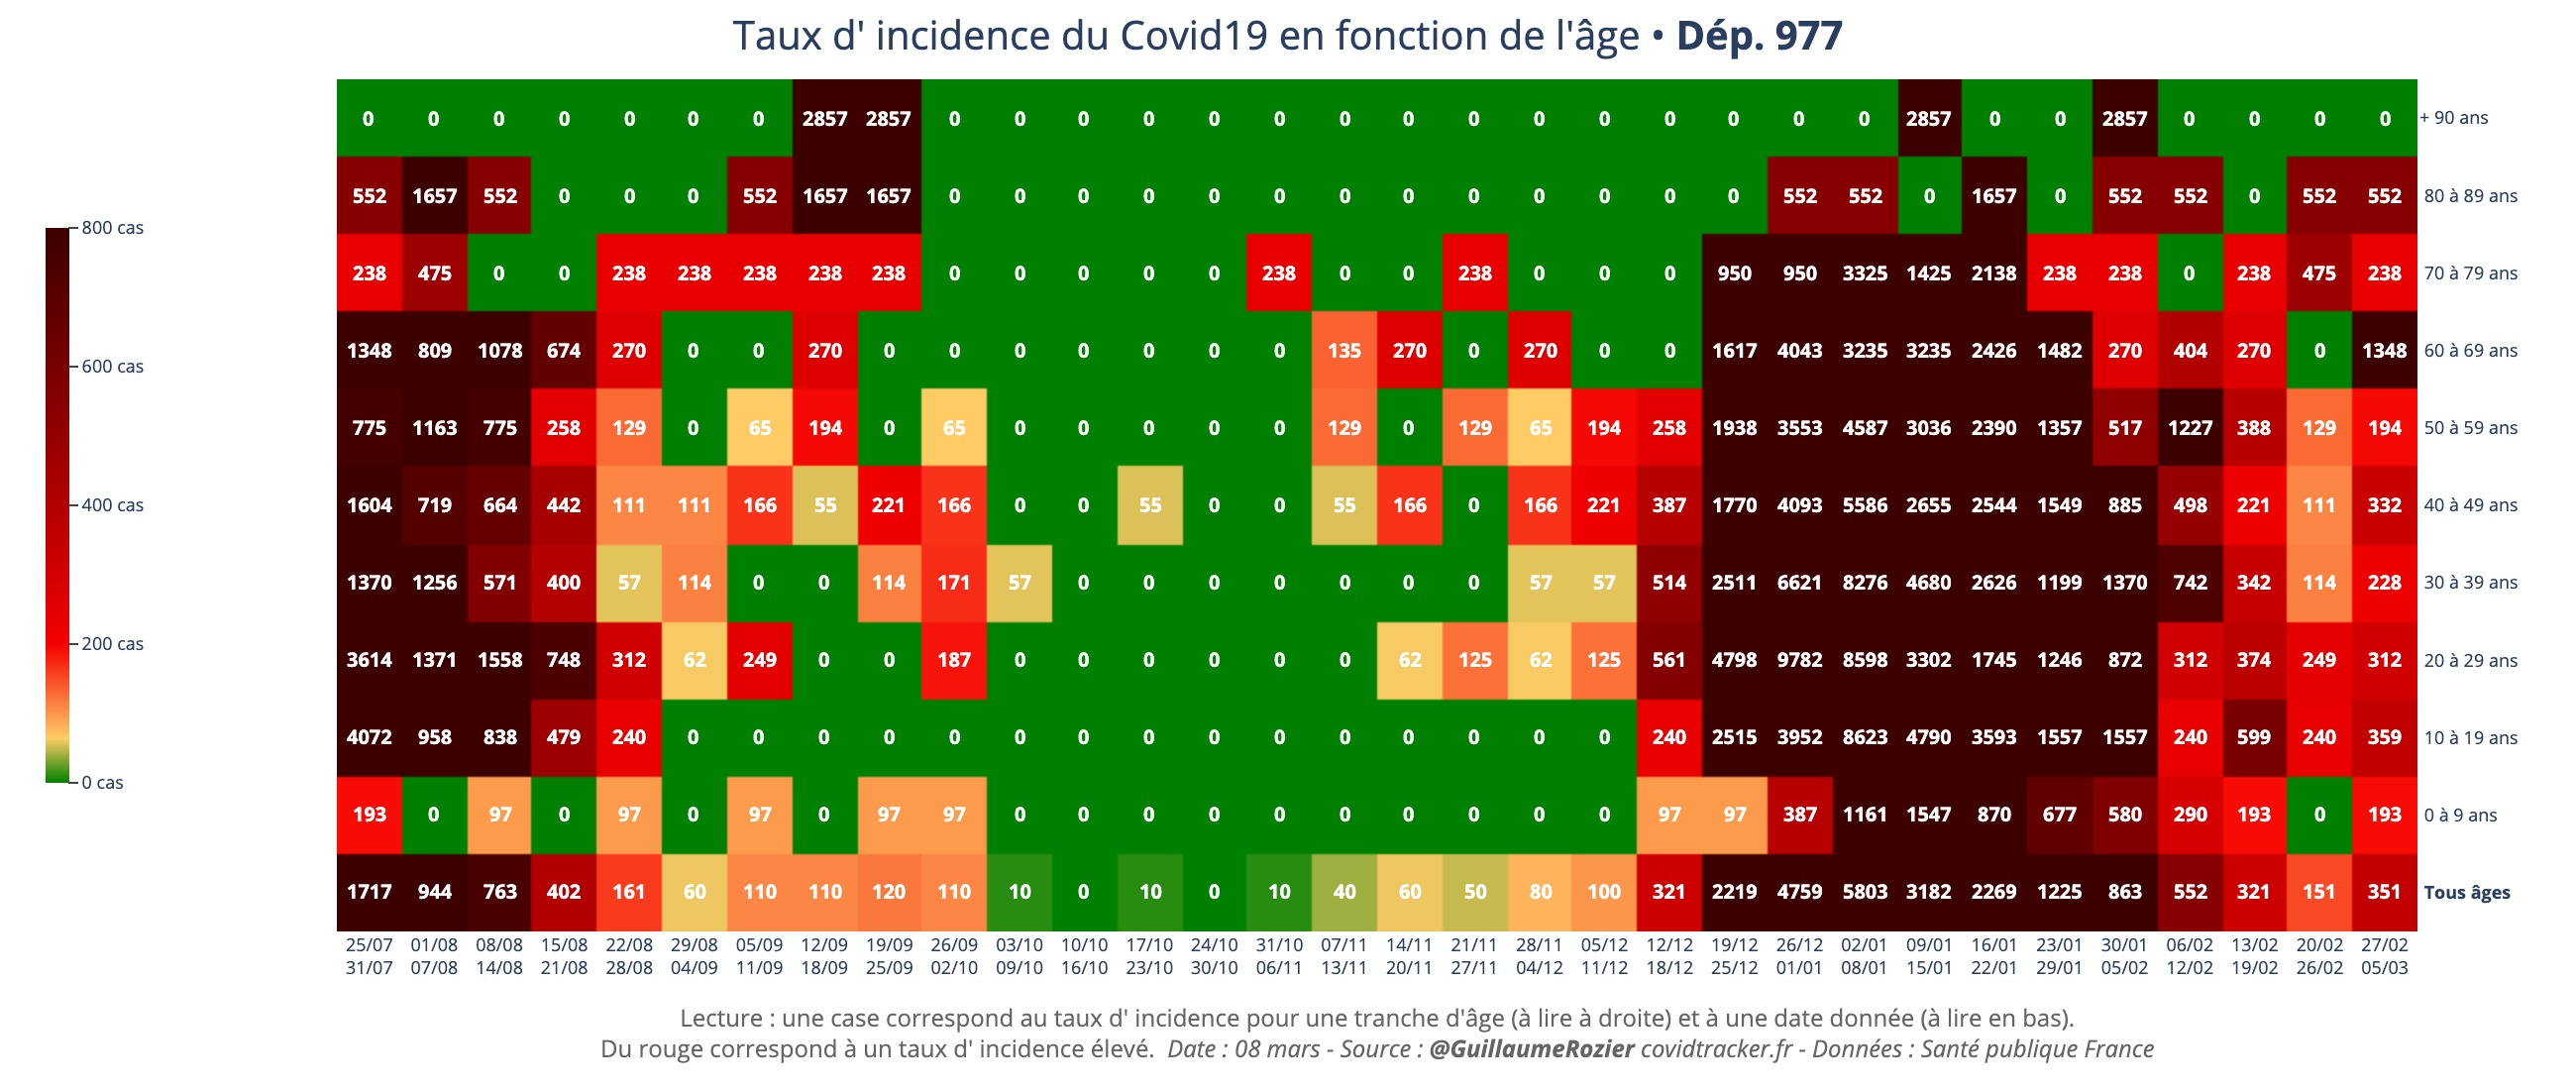 Taux d' incidence du Covid19 en fonction de l'âge • Dép. 977
0 0 0 0 0 0 0 2857 2857 0 0 0 0 0 0 0 0 0 0 0 0 0 0 0 2857 0 0 2857 0 0 0 0 + 90 ans
552 1657 552 0 0 0 552 1657 1657 0 0 0 0 0 0 0 0 0 0 0 0 0 552 552 0 1657 0 552 552 0 552 552 80 à 89 ans
800 cas
238 475 0 0 238 238 238 238 238 0 0 0 0 0 238 0 0 238 0 0 0 950 950 3325 1425 2138 238 238 0 238 475 238 70 à 79 ans
1348 809 1078 674 270 0 0 270 0 0 0 0 0 0 0 135 270 0 270 0 0 1617 4043 3235 3235 2426 1482 270 404 270 0 1348 60 à 69 ans
600 cas
775 1163 775 258 129 0 65 194 0 65 0 0 0 0 0 129 0 129 65 194 258 1938 3553 4587 3036 2390 1357 517 1227 388 129 194 50 à 59 ans
400 cas
1604 719 664 442 111 111 166 55 221 166 0 0 55 0 0 55 166 0 166 221 387 1770 4093 5586 2655 2544 1549 885 498 221 111 332 40 à 49 ans
1370 1256 571 400 57 114 0 0 114 171 57 0 0 0 0 0 0 0 57 57 514 2511 6621 8276 4680 2626 1199 1370 742 342 114 228 30 à 39 ans
200 cas
3614 1371 1558 748 312 62 249 0 0 187 0 0 0 0 0 0 62 125 62 125 561 4798 9782 8598 3302 1745 1246 872 312 374 249 312 20 à 29 ans
4072 958 838 479 240 0 0 0 0 0 0 0 0 0 0 0 0 0 0 0 240 2515 3952 8623 4790 3593 1557 1557 240 599 240 359 10 à 19 ans
0 cas
193 0 97 0 97 0 97 0 97 97 0 0 0 0 0 0 0 0 0 0 97 97 387 1161 1547 870 677 580 290 193 0 193 0 à 9 ans
1717 944 763 402 161 60 110 110 120 110 10 0 10 0 10 40 60 50 80 100 321 2219 4759 5803 3182 2269 1225 863 552 321 151 351 Tous âges
25/07 01/08 08/08 15/08 22/08 29/08 05/09 12/09 19/09 26/09 03/10 10/10 17/10 24/10 31/10 07/11 14/11 21/11 28/11 05/12 12/12 19/12 26/12 02/01 09/01 16/01 23/01 30/01 06/02 13/02 20/02 27/02
31/07 07/08 14/08 21/08 28/08 04/09 11/09 18/09 25/09 02/10 09/10 16/10 23/10 30/10 06/11 13/11 20/11 27/11 04/12 11/12 18/12 25/12 01/01 08/01 15/01 22/01 29/01 05/02 12/02 19/02 26/02 05/03
Lecture : une case correspond au taux d' incidence pour une tranche d'âge (à lire à droite) et à une date donnée (à lire en bas).
Du rouge correspond à un taux d' incidence élevé. Date : 08 mars - Source : @GuillaumeRozier covidtracker.fr - Données : Santé publique France